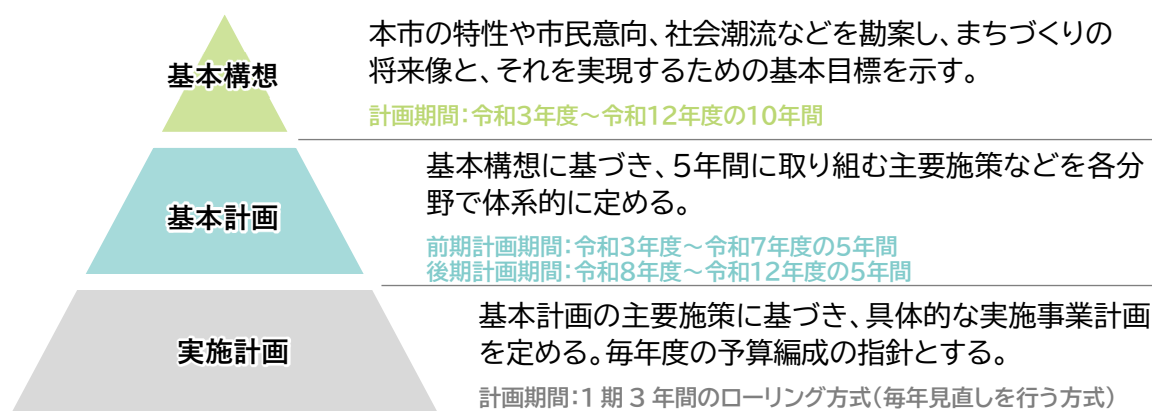 基本構想
本市の特性や市民意向、社会潮流などを勘案し、まちづくりの
将来像と、それを実現するための基本目標を示す。
計画期間：令和3年度～令和12年度の10年間
基本計画
基本構想に基づき、5年間に取り組む主要施策などを各分
野で体系的に定める。
前期計画期間：令和3年度～令和7年度の5年間
後期計画期間：令和8年度～令和12年度の5年間
実施計画
基本計画の主要施策に基づき、具体的な実施事業計画
を定める。毎年度の予算編成の指針とする。
計画期間：1 期 3 年間のローリング方式（毎年見直しを行う方式）